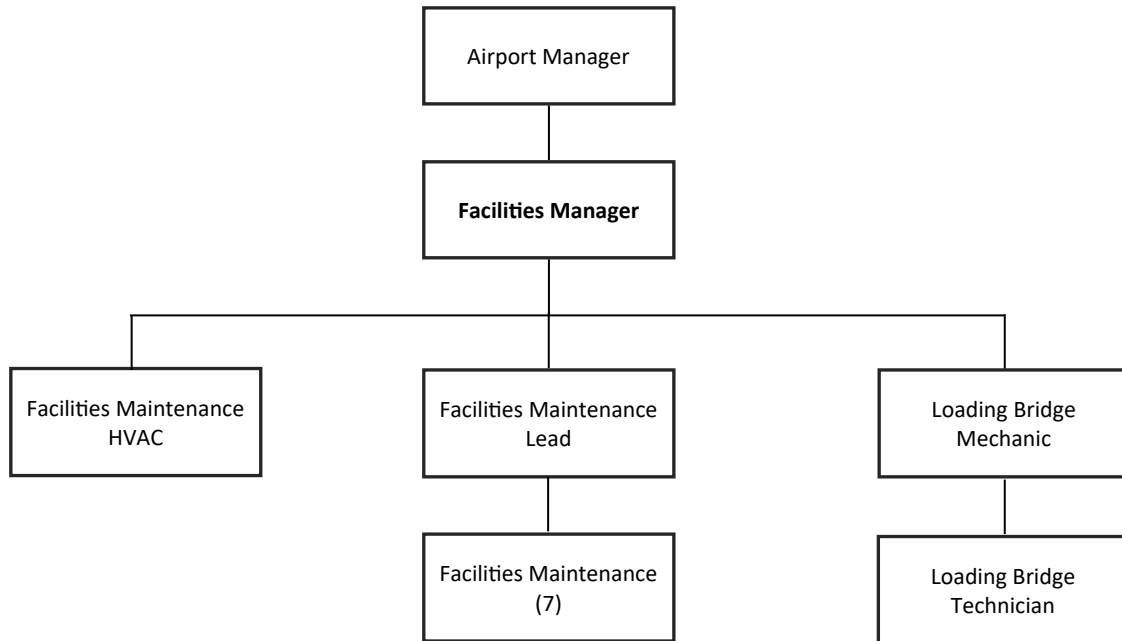 Airport Manager
Facilities Manager
Facilities Maintenance
HVAC
Facilities Maintenance
Lead
Loading Bridge
Mechanic
Facilities Maintenance
(7)
Loading Bridge
Technician